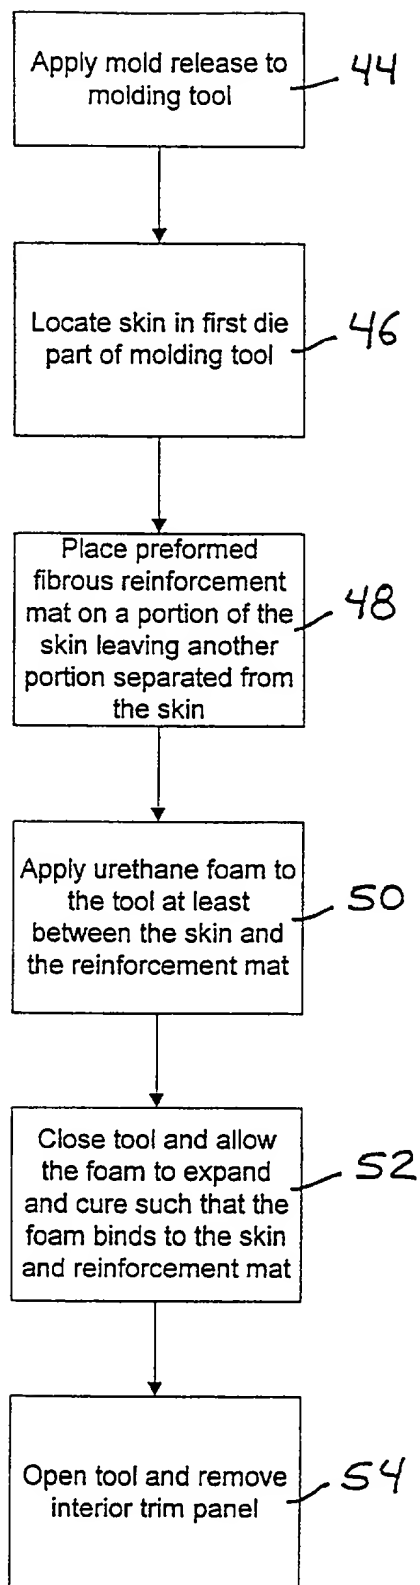 Apply mold release to
molding tool
44
Locate skin in first die
part of molding tool
46
Place preformed
fibrous reinforcement
mat on a portion of the
skin leaving another
portion separated from
the skin
48
Apply urethane foam to
the tool at least
between the skin and
the reinforcement mat
50
Close tool and allow
the foam to expand
and cure such that the
foam binds to the skin
and reinforcement mat
52
Open tool and remove
interior trim panel
54